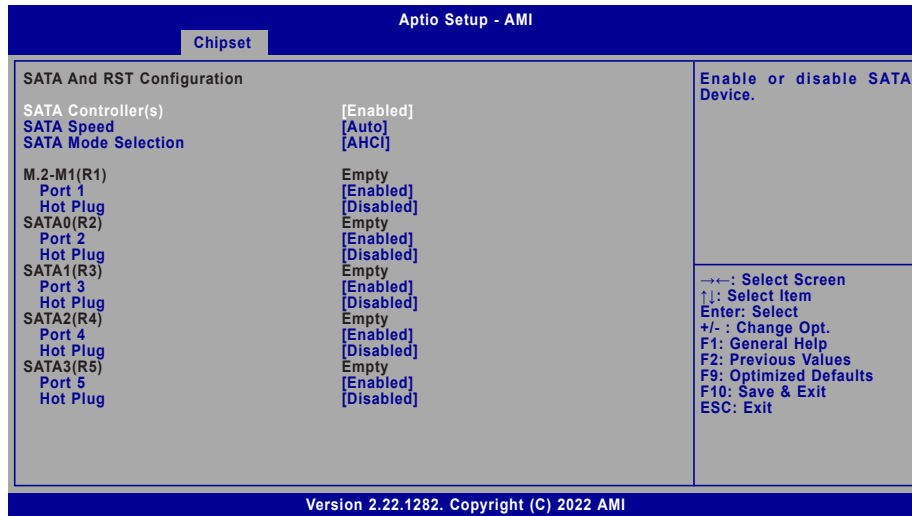 Aptio Setup - AMI
Chipset
SATA And RST Configuration
SATA Controller(s) [Enabled]
SATA Speed [Auto]
SATA Mode Selection [AHCI]
M.2-M1(R1) Empty
Port 1 [Enabled]
Hot Plug [Disabled]
SATA0(R2) Empty
Port 2 [Enabled]
Hot Plug [Disabled]
SATA1(R3) Empty
Port 3 [Enabled]
Hot Plug [Disabled]
SATA2(R4) Empty
Port 4 [Enabled]
Hot Plug [Disabled]
SATA3(R5) Empty
Port 5 [Enabled]
Hot Plug [Disabled]
Enable or disable SATA
Device.
→←: Select Screen
↑↓: Select Item
Enter: Select
+/- : Change Opt.
F1: General Help
F2: Previous Values
F9: Optimized Defaults
F10: Save & Exit
ESC: Exit
Version 2.22.1282. Copyright (C) 2022 AMI